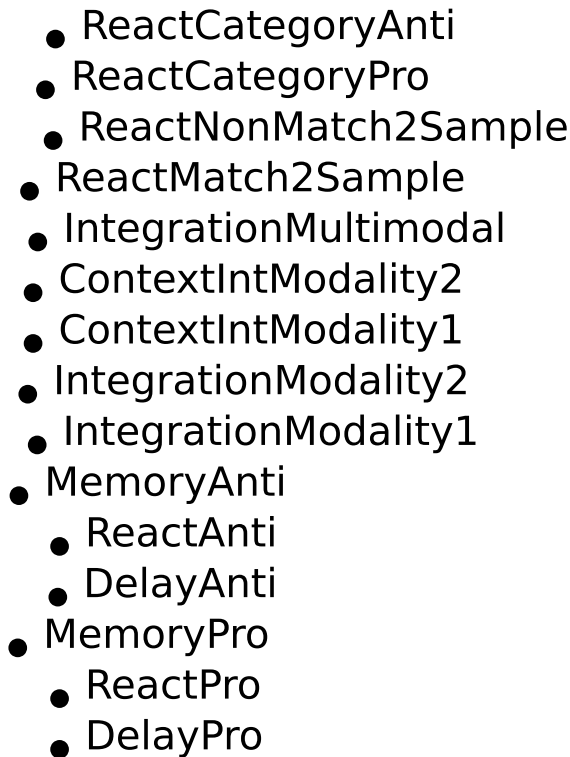 ReactCategoryAnti
ReactCategoryPro
ReactNonMatch2Sample
ReactMatch2Sample
IntegrationMultimodal
ContextIntModality2
ContextIntModality1
IntegrationModality2
IntegrationModality1
MemoryAnti
ReactAnti
DelayAnti
MemoryPro
ReactPro
DelayPro